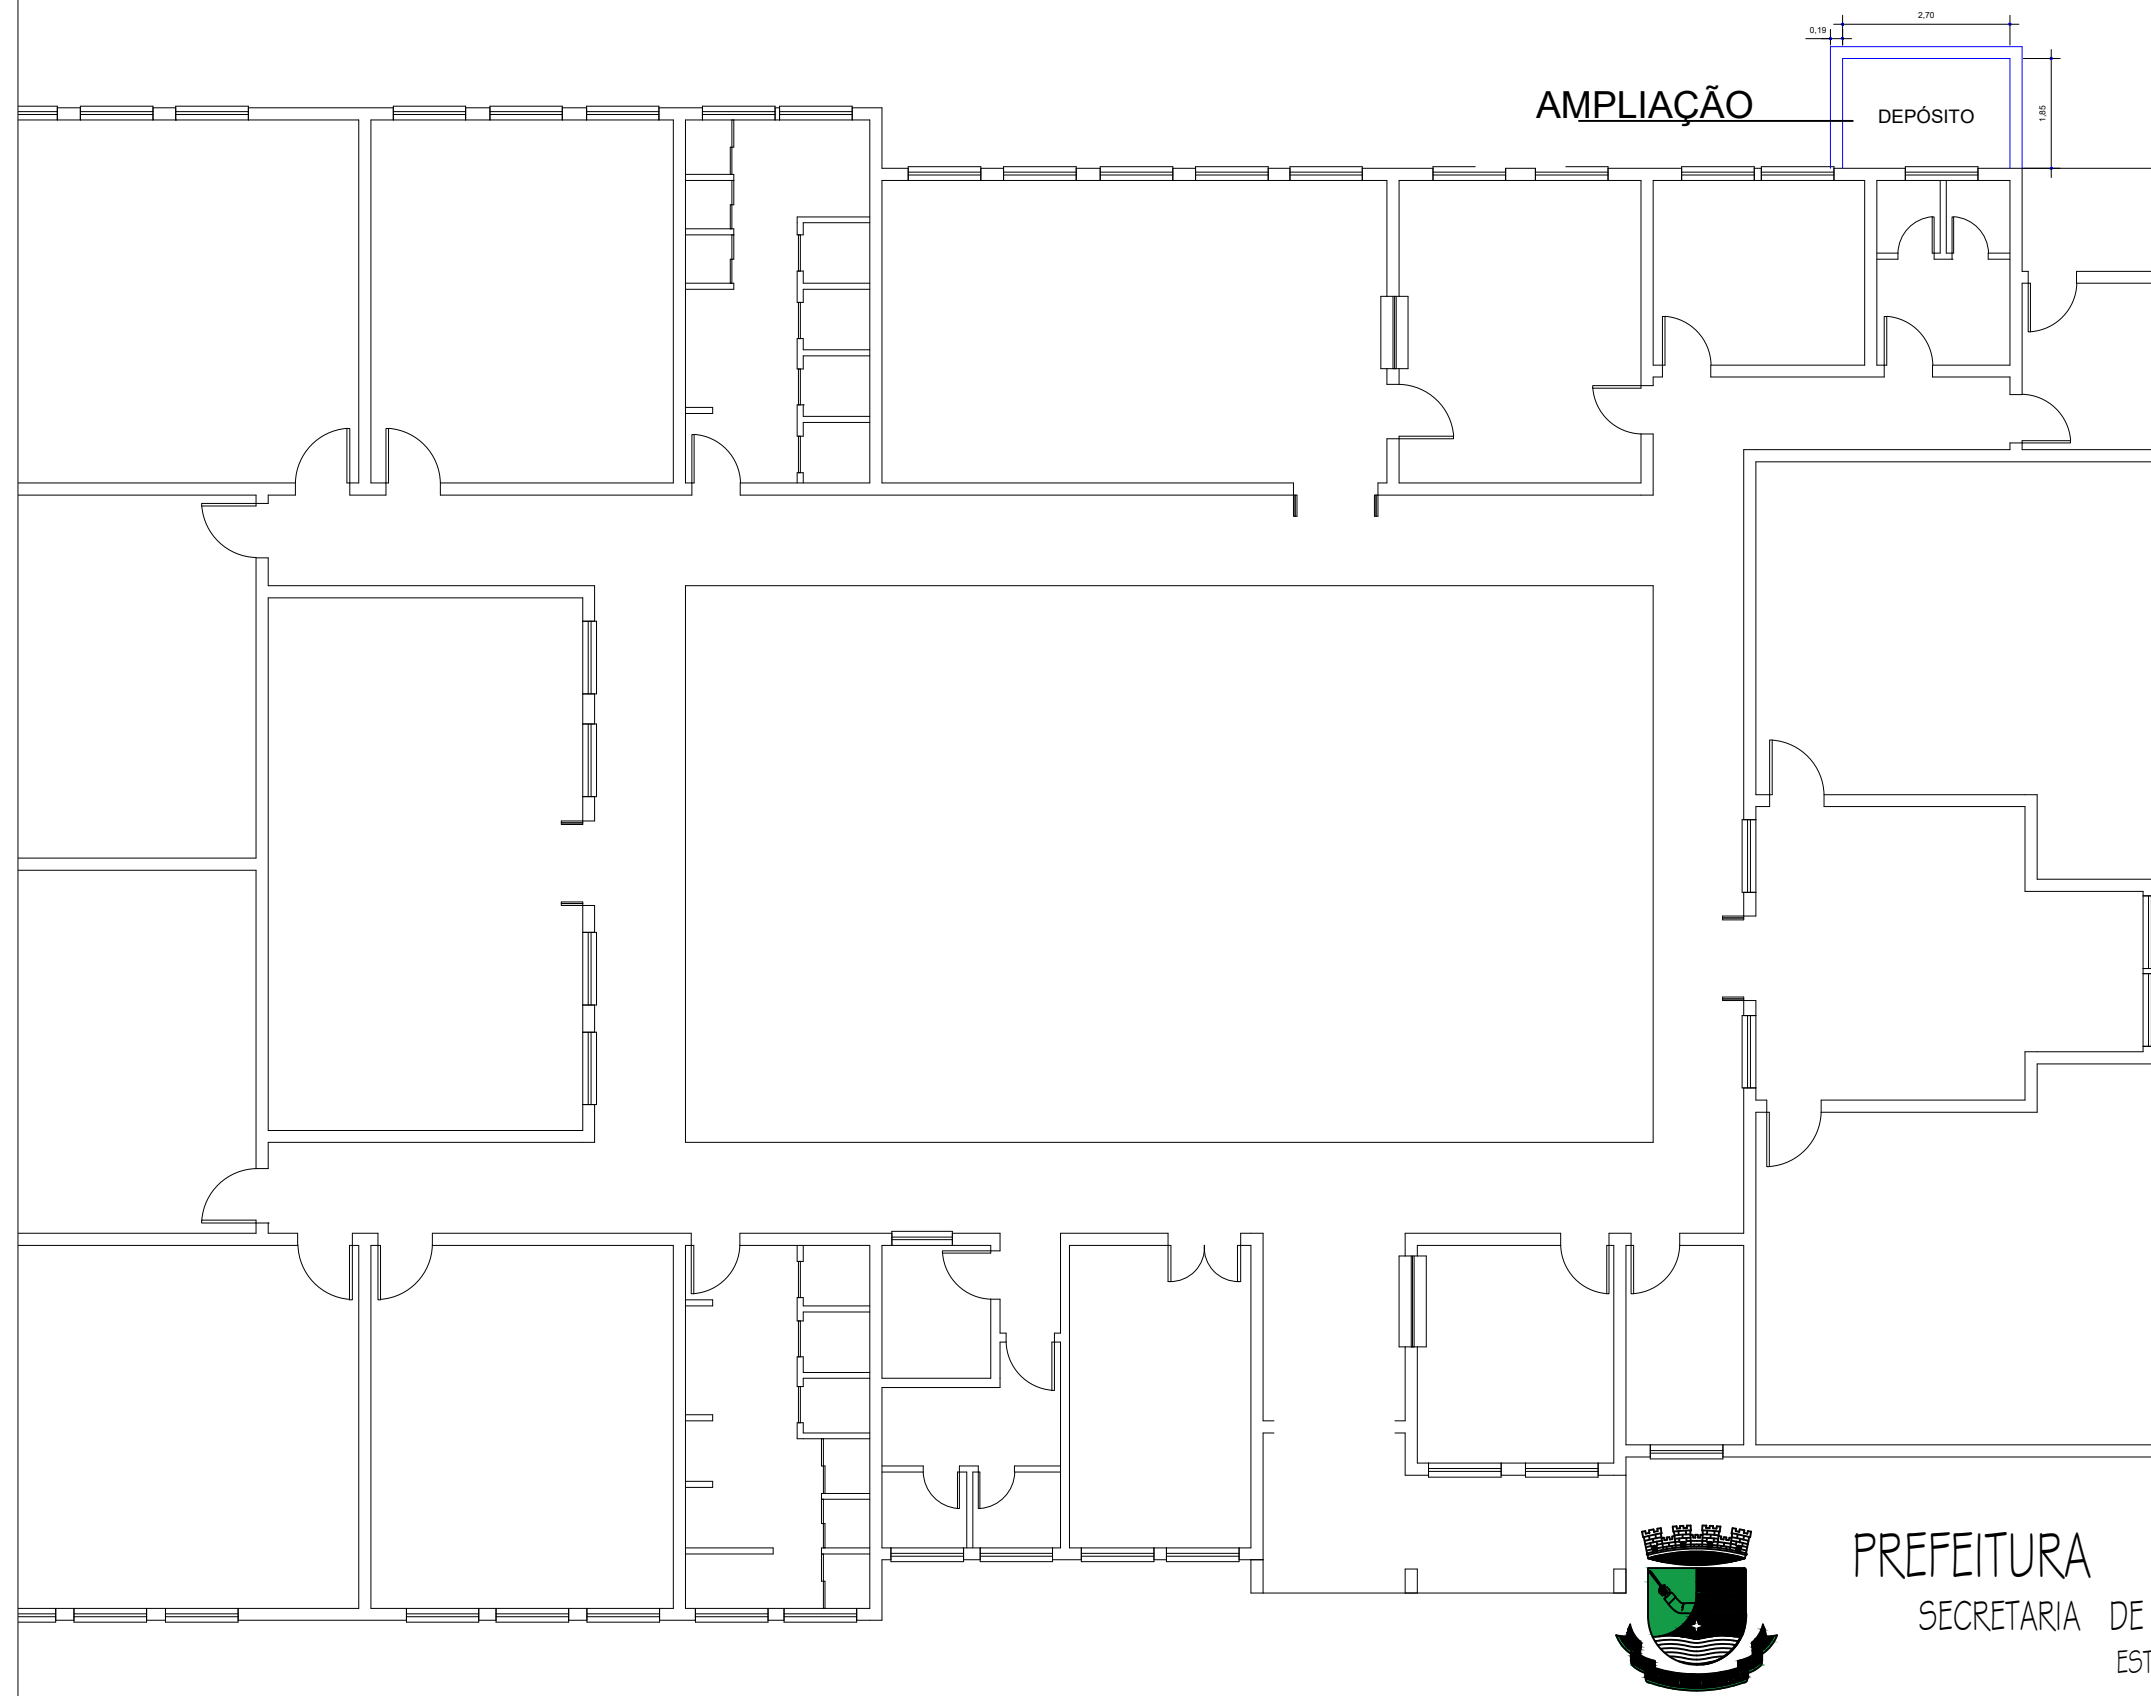 2,70
0,19
AMPLIAÇÃO
DEPÓSITO
1,85
PREFEITURA
SECRETARIA DE
EST